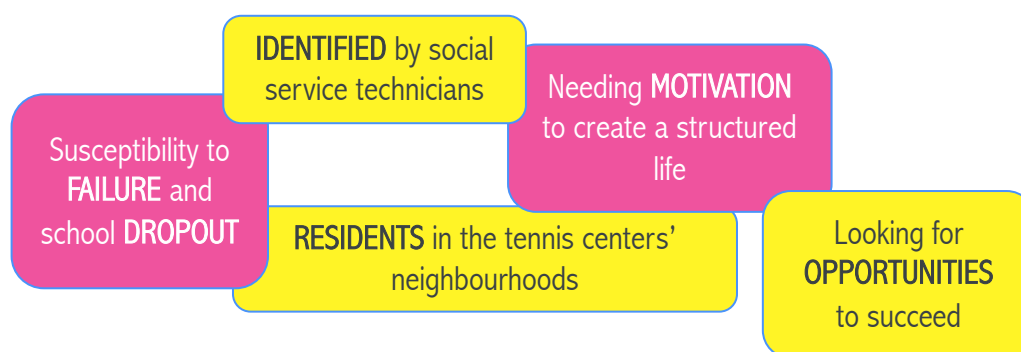 IDENTIFIED by social
service technicians
Needing MOTIVATION
to create a structured
life
Susceptibility to
FAILURE and
school DROPOUT
RESIDENTS in the tennis centers’
neighbourhoods
Looking for
OPPORTUNITIES
to succeed